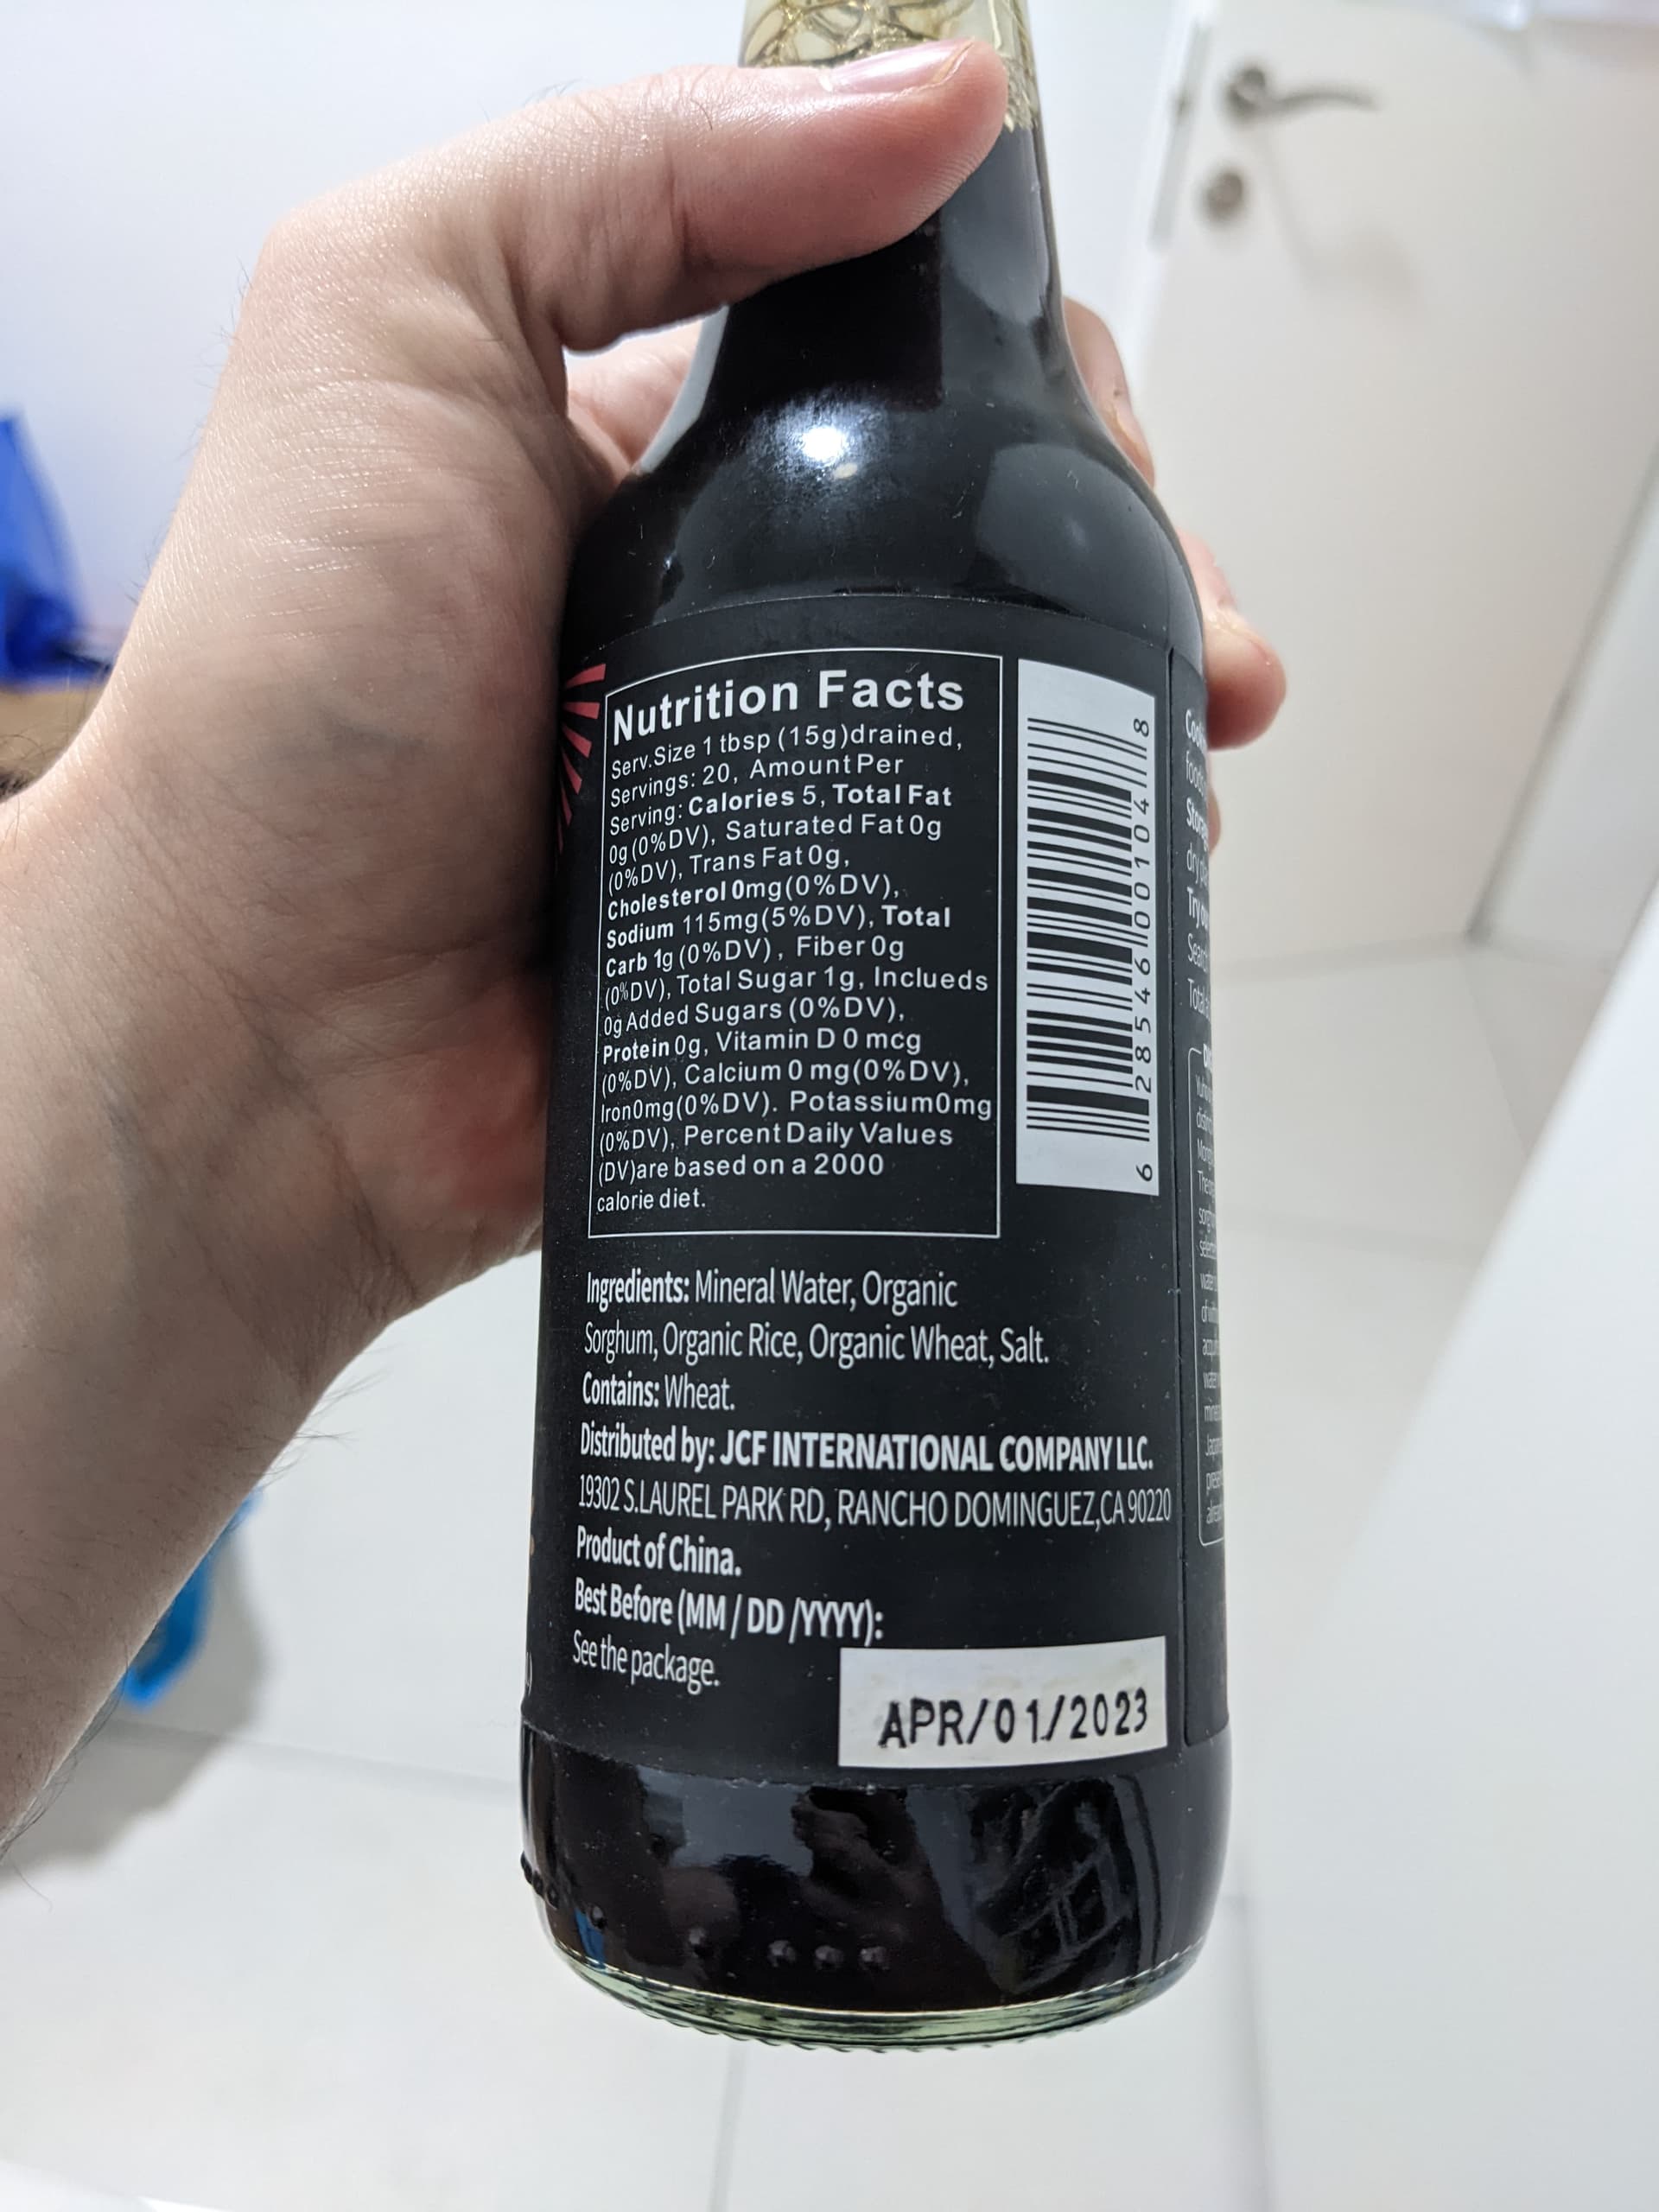 Nutrition Facts
Serv.Size 1 tbsp (15g)drained,
Servings: 20, Amount Per
Serving: Calories 5, Total Fat
0g (0%DV), Saturated Fat 0g
(0%DV), Trans Fat 0g,
Cholesterol 0mg(0%DV),
Sodium 115mg(5%DV), Total
Carb 1g (0%DV), Fiber 0g
(0%DV), Total Sugar 1g, Inclueds
0g Added Sugars (0%DV),
Protein 0g, Vitamin D 0 mcg
(0%DV), Calcium 0 mg(0%DV),
Iron0mg(0%DV). Potassium0mg
(0%DV), Percent Daily Values
(DV)are based on a 2000
calorie diet.
6 28546 00104 8
Ingredients: Mineral Water, Organic
Sorghum, Organic Rice, Organic Wheat, Salt.
Contains: Wheat.
Distributed by: JCF INTERNATIONAL COMPANY LLC.
19302 S.LAUREL PARK RD, RANCHO DOMINGUEZ,CA 90220
Product of China.
Best Before (MM / DD /YYYY):
See the package.
APR/01/2023